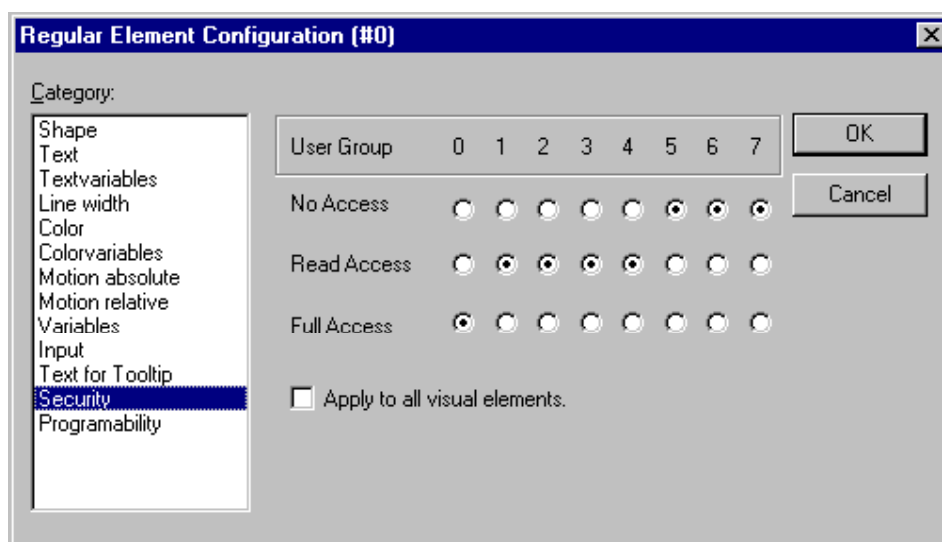 Regular Element Configuration (#0)
Category:
Shape
Text
Textvariables
Line width
Color
Colorvariables
Motion absolute
Motion relative
Variables
Input
Text for Tooltip
Security
Programability
User Group 0 1 2 3 4 5 6 7
No Access
Read Access
Full Access
Apply to all visual elements.
OK
Cancel